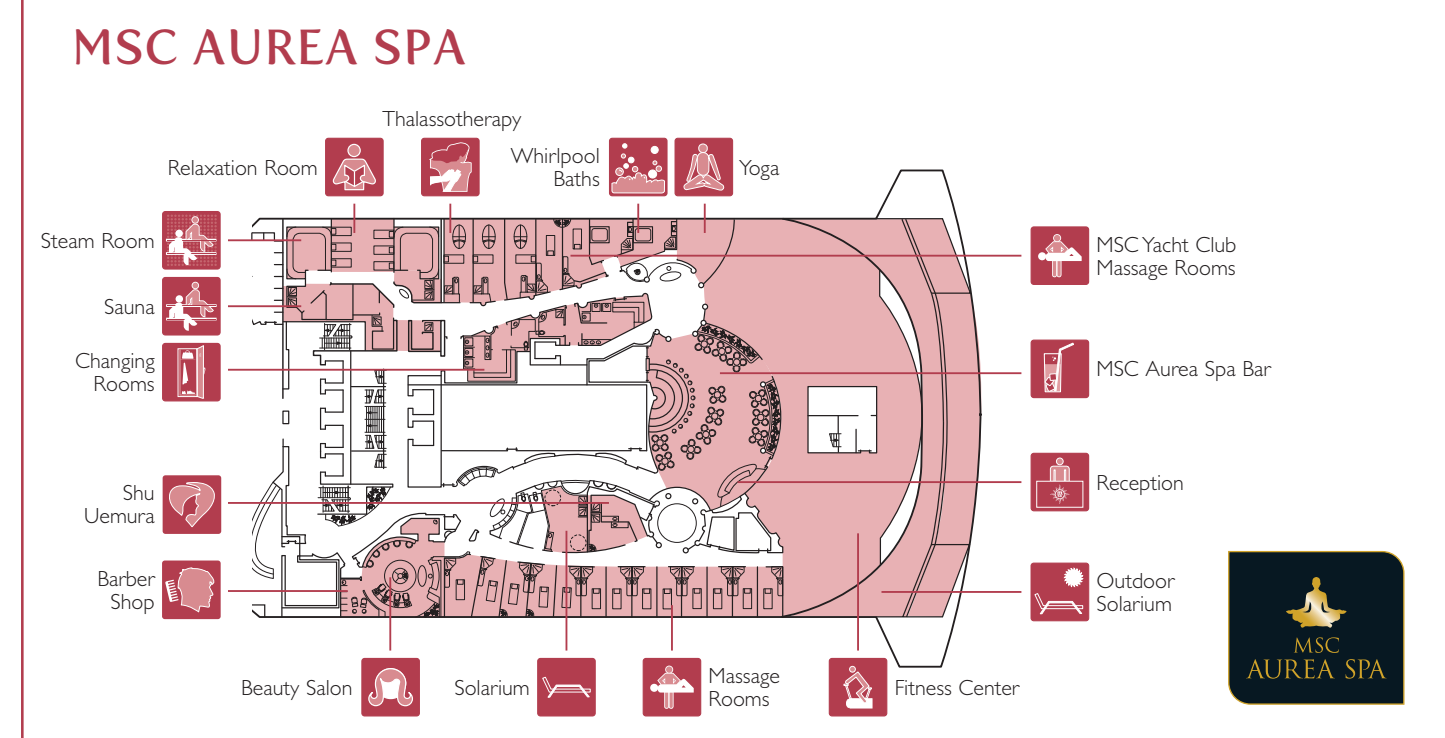 MSC AUREA SPA
Thalassotherapy
Relaxation Room
Whirlpool
Baths
Yoga
Steam Room
MSC Yacht Club
Massage Rooms
Sauna
Changing
Rooms
MSC Aurea Spa Bar
Shu
Uemura
Reception
Barber
Shop
Outdoor
Solarium
Beauty Salon
Solarium
Massage
Rooms
Fitness Center
MSC
AUREA SPA